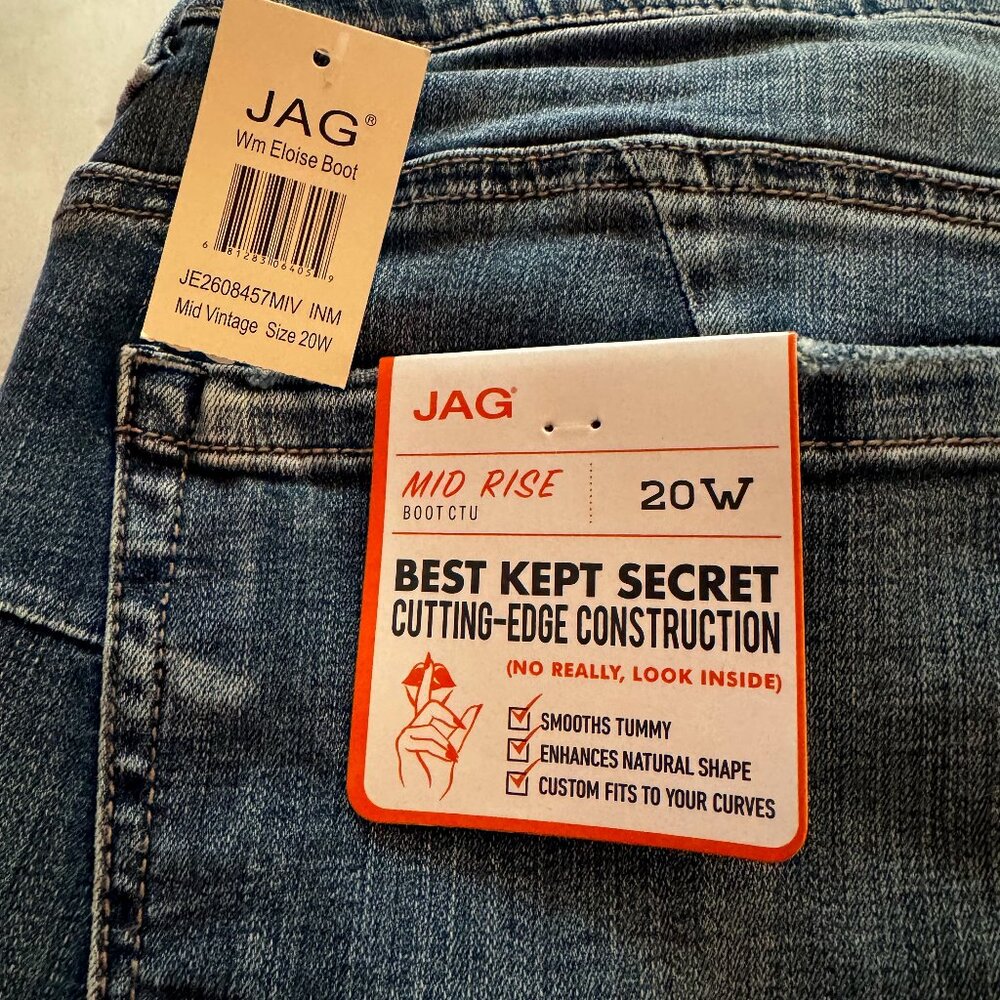 JAG®
Wm Eloise Boot
6 81283 06405 9
JE2608457MIV INM
Mid Vintage Size 20W
JAG®
MID RISE
BOOT CTU
20W
BEST KEPT SECRET
CUTTING-EDGE CONSTRUCTION
(NO REALLY, LOOK INSIDE)
SMOOTHS TUMMY
ENHANCES NATURAL SHAPE
CUSTOM FITS TO YOUR CURVES